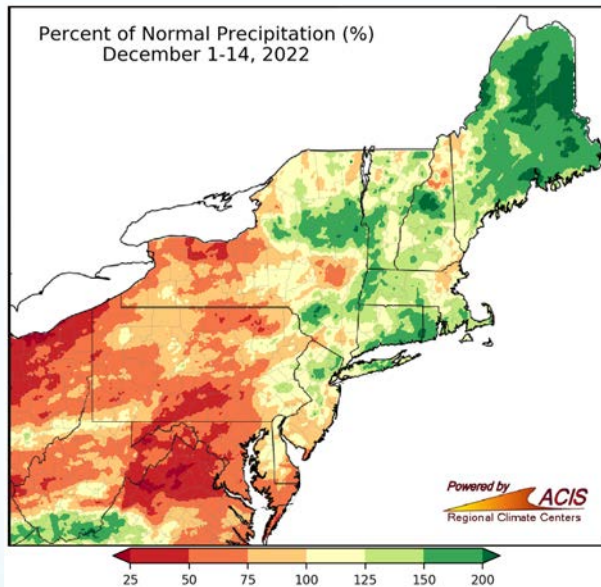 Percent of Normal Precipitation (%)
December 1-14, 2022
Powered by
ACIS
Regional Climate Centers
25 50 75 100 125 150 200